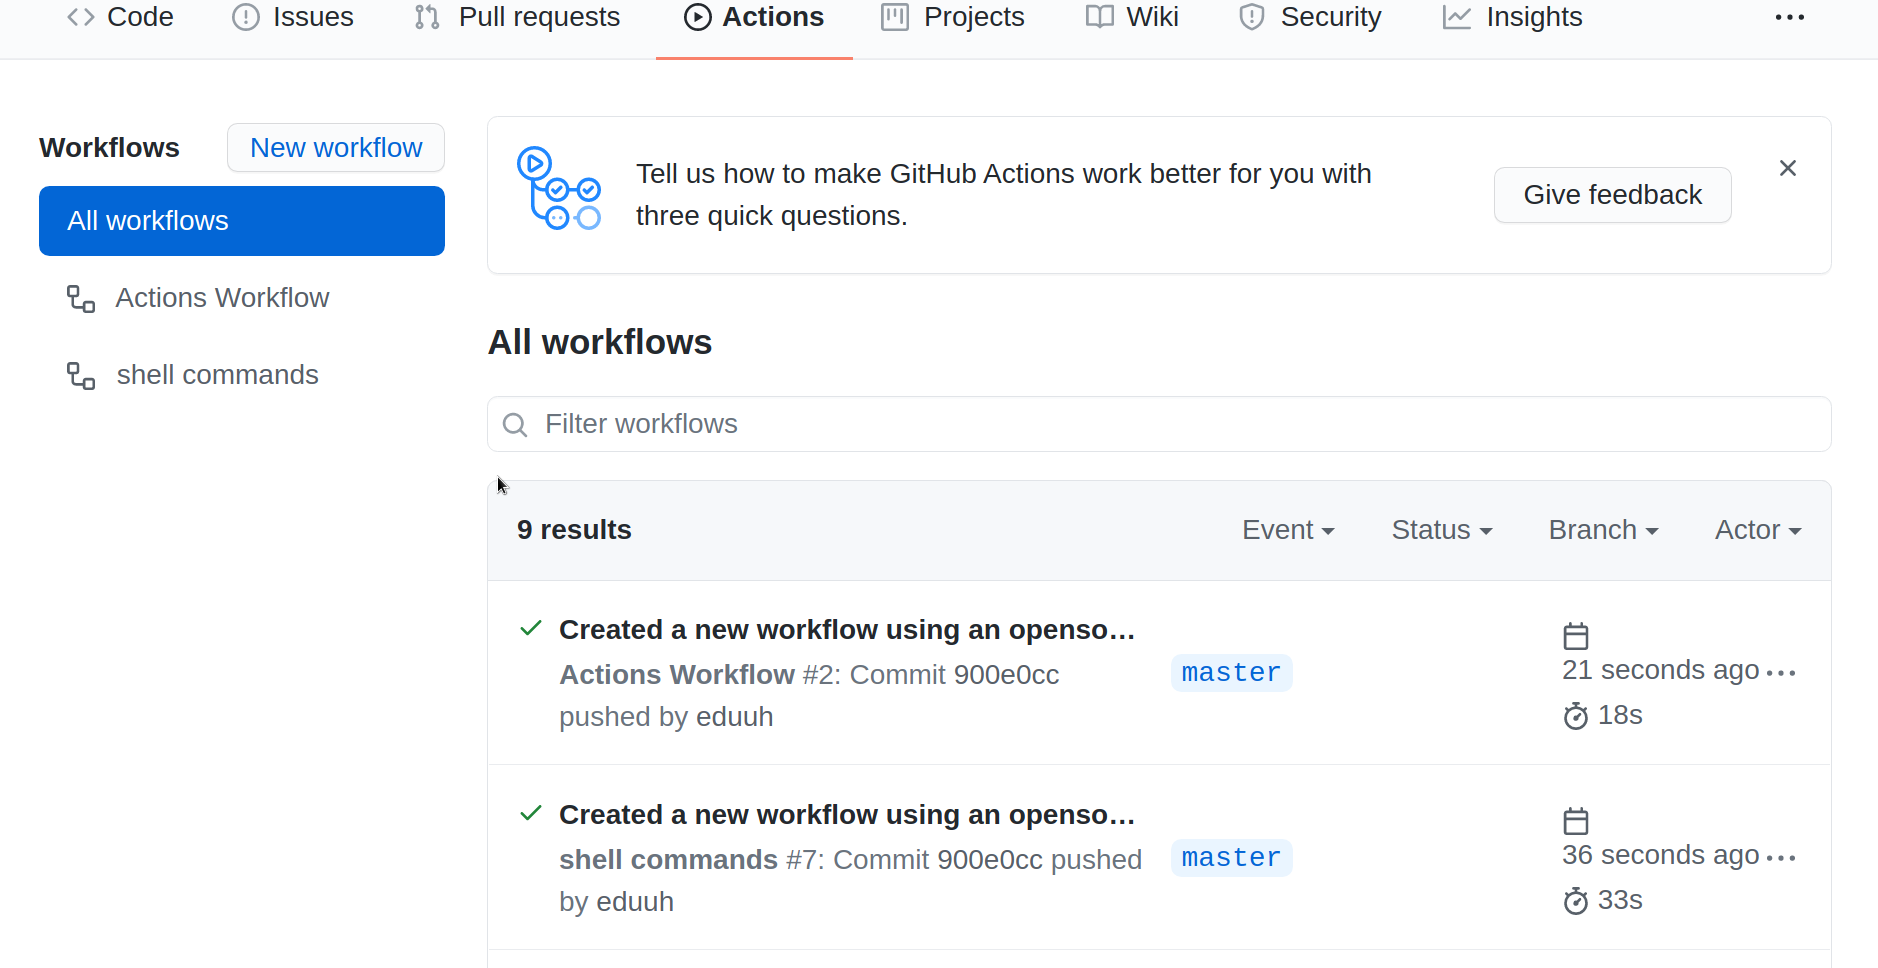 Code Issues Pull requests Actions Projects Wiki Security Insights
Workflows New workflow
All workflows
Actions Workflow
shell commands
Tell us how to make GitHub Actions work better for you with
three quick questions.
Give feedback
All workflows
Filter workflows
9 results Event Status Branch Actor
Created a new workflow using an openso…
Actions Workflow #2: Commit 900e0cc
pushed by eduuh
master
21 seconds ago
18s
Created a new workflow using an openso…
shell commands #7: Commit 900e0cc pushed
by eduuh
master
36 seconds ago
33s